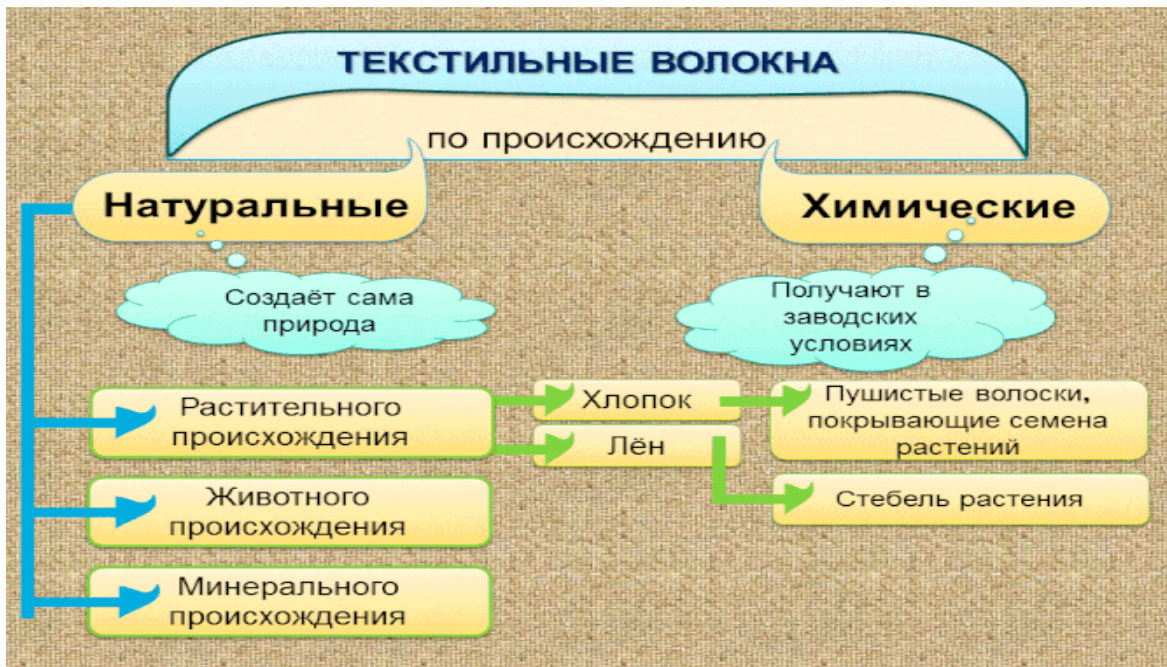 ТЕКСТИЛЬНЫЕ ВОЛОКНА
по происхождению
Натуральные
Химические
Создаёт сама
природа
Получают в
заводских
условиях
Растительного
происхождения
Хлопок
Лён
Пушистые волоски,
покрывающие семена
растений
Стебель растения
Животного
происхождения
Минерального
происхождения